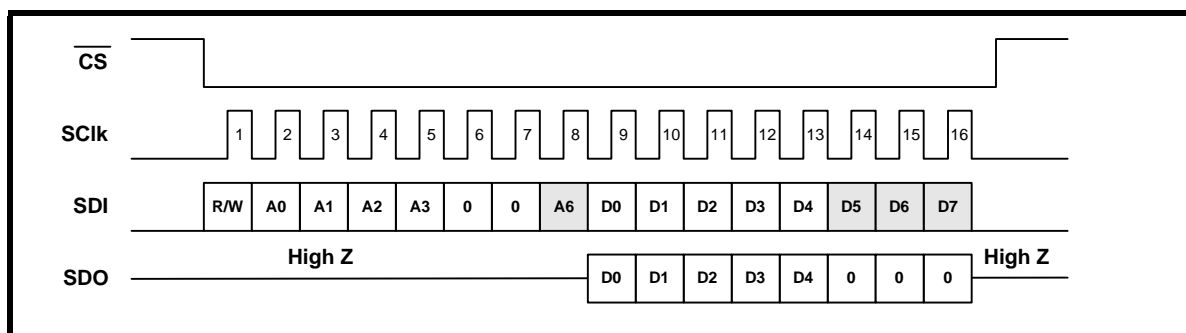 CS
SClk 1 2 3 4 5 6 7 8 9 10 11 12 13 14 15 16
SDI R/W A0 A1 A2 A3 0 0 A6 D0 D1 D2 D3 D4 D5 D6 D7
High Z High Z
SDO D0 D1 D2 D3 D4 0 0 0